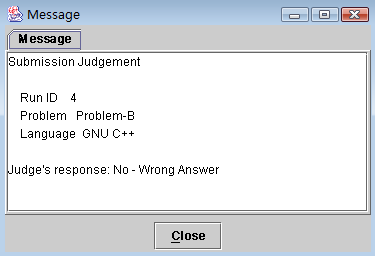 Message
Message
Submission Judgement
Run ID 4
Problem Problem-B
Language GNU C++
Judge's response: No - Wrong Answer
Close